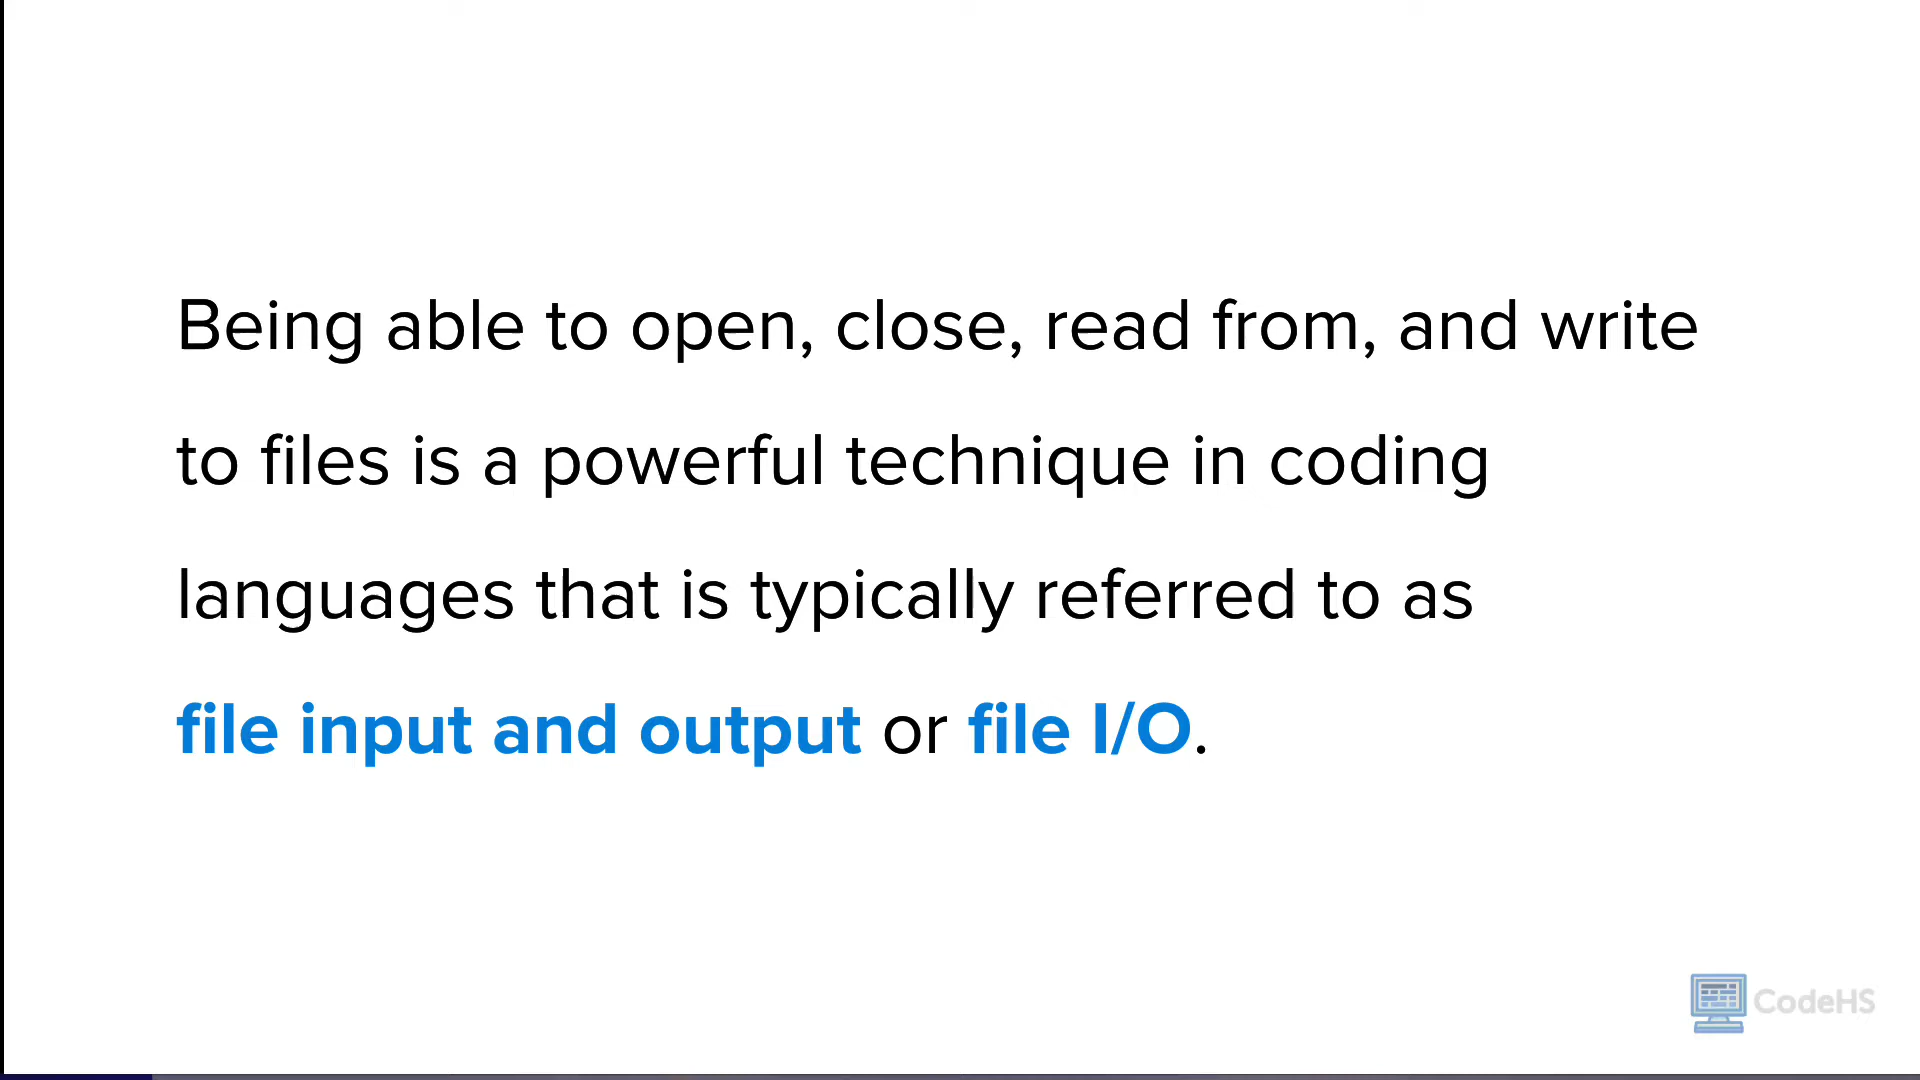 Being able to open, close, read from, and write
to files is a powerful technique in coding
languages that is typically referred to as
file input and output or file I/O.
CodeHS